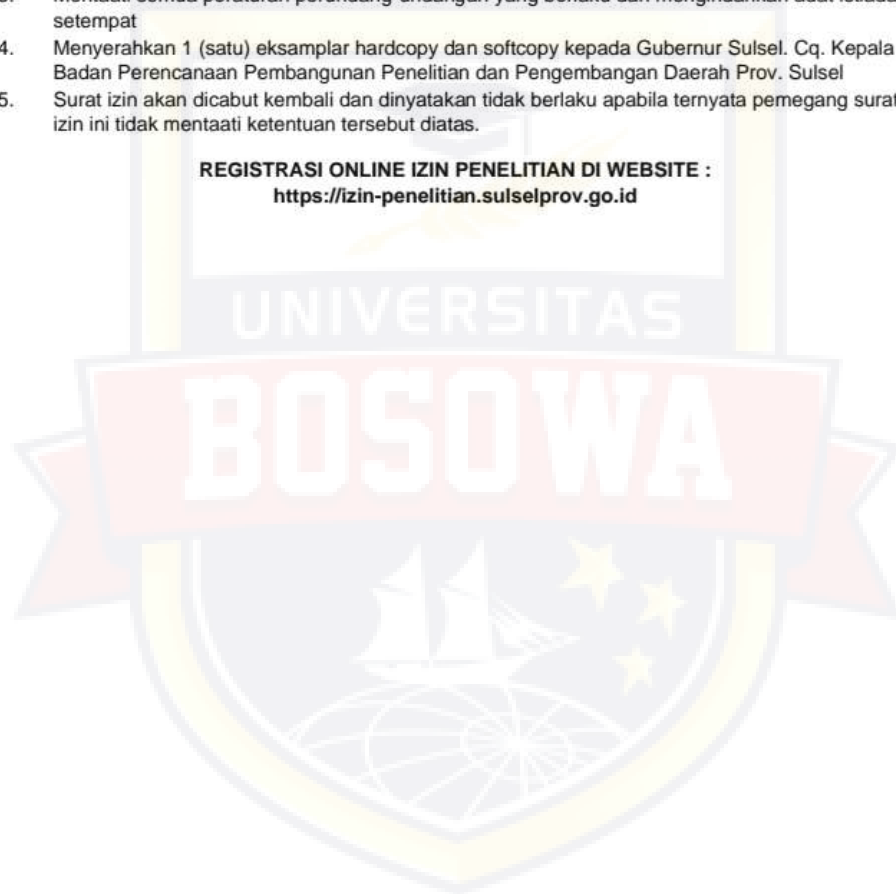 setempat
4. Menyerahkan 1 (satu) eksamplar hardcopy dan softcopy kepada Gubernur Sulsel. Cq. Kepala
Badan Perencanaan Pembangunan Penelitian dan Pengembangan Daerah Prov. Sulsel
5. Surat izin akan dicabut kembali dan dinyatakan tidak berlaku apabila ternyata pemegang surat
izin ini tidak mentaati ketentuan tersebut diatas.
REGISTRASI ONLINE IZIN PENELITIAN DI WEBSITE :
https://izin-penelitian.sulselprov.go.id
UNIVERSITAS
BOSOWA